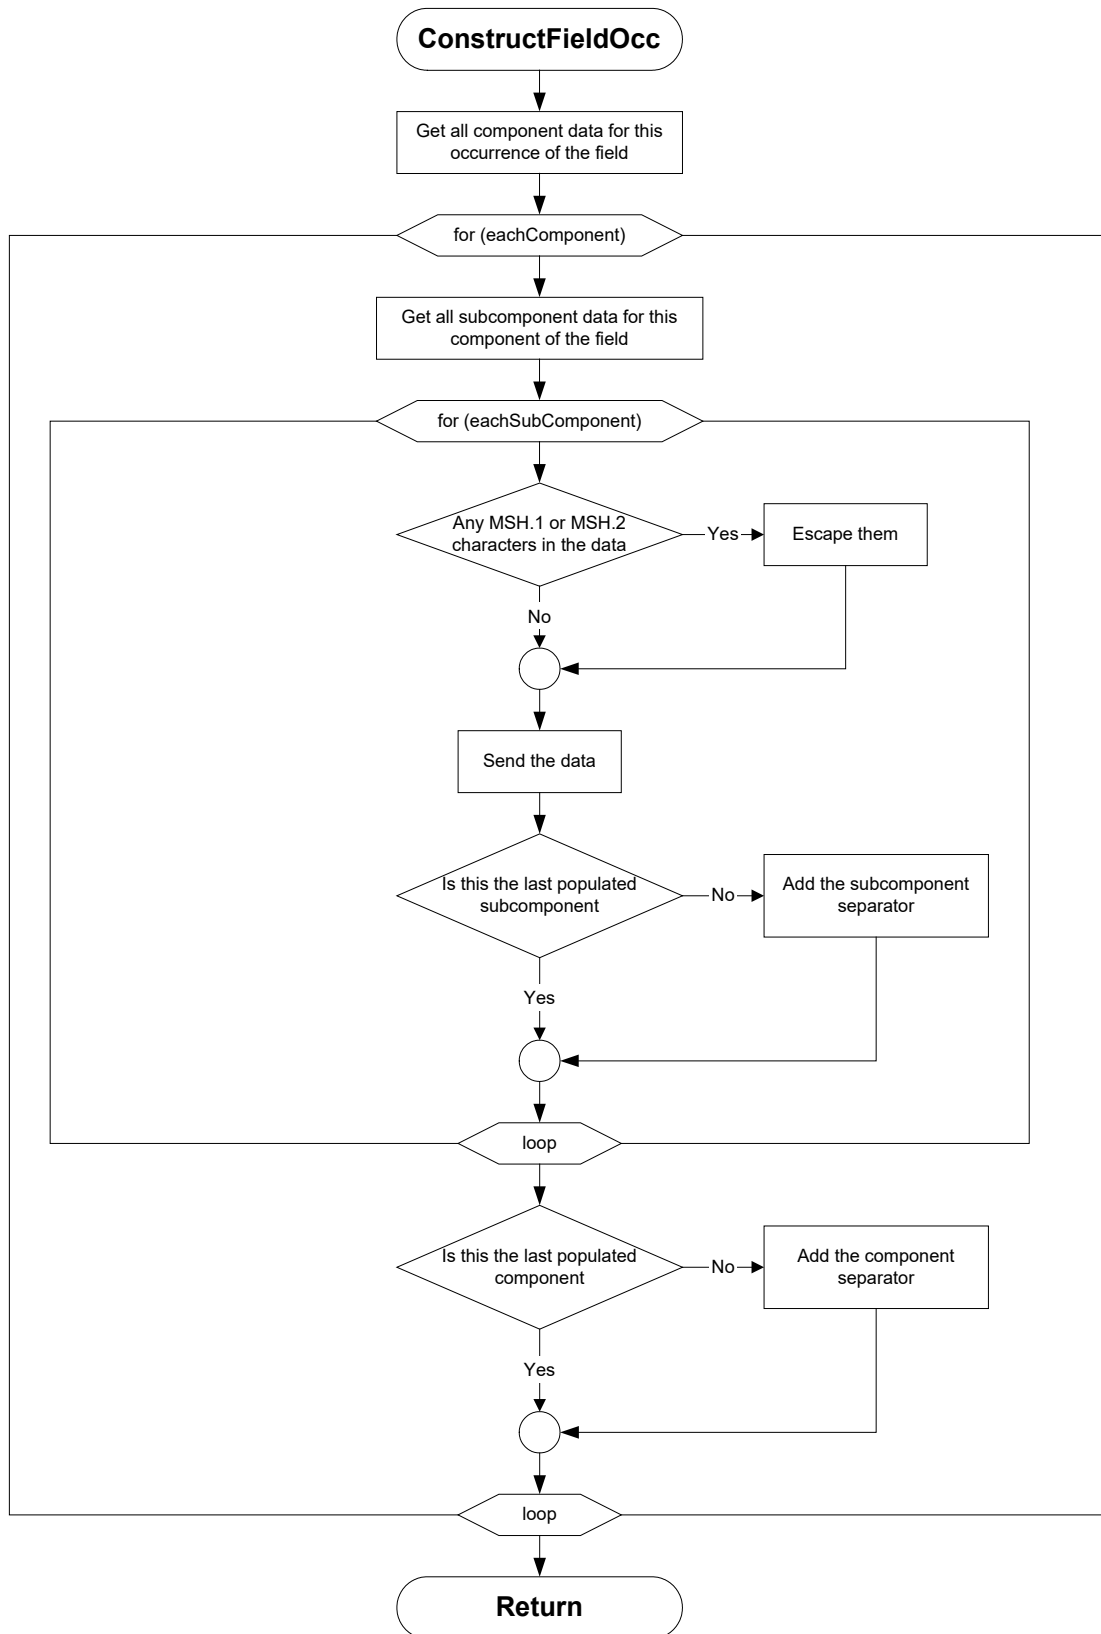 ConstructFieldOcc
Get all component data for this
occurrence of the field
for (eachComponent)
Get all subcomponent data for this
component of the field
for (eachSubComponent)
Any MSH.1 or MSH.2
characters in the data
Yes
Escape them
No
Send the data
Is this the last populated
subcomponent
No
Add the subcomponent
separator
Yes
loop
Is this the last populated
component
No
Add the component
separator
Yes
loop
Return